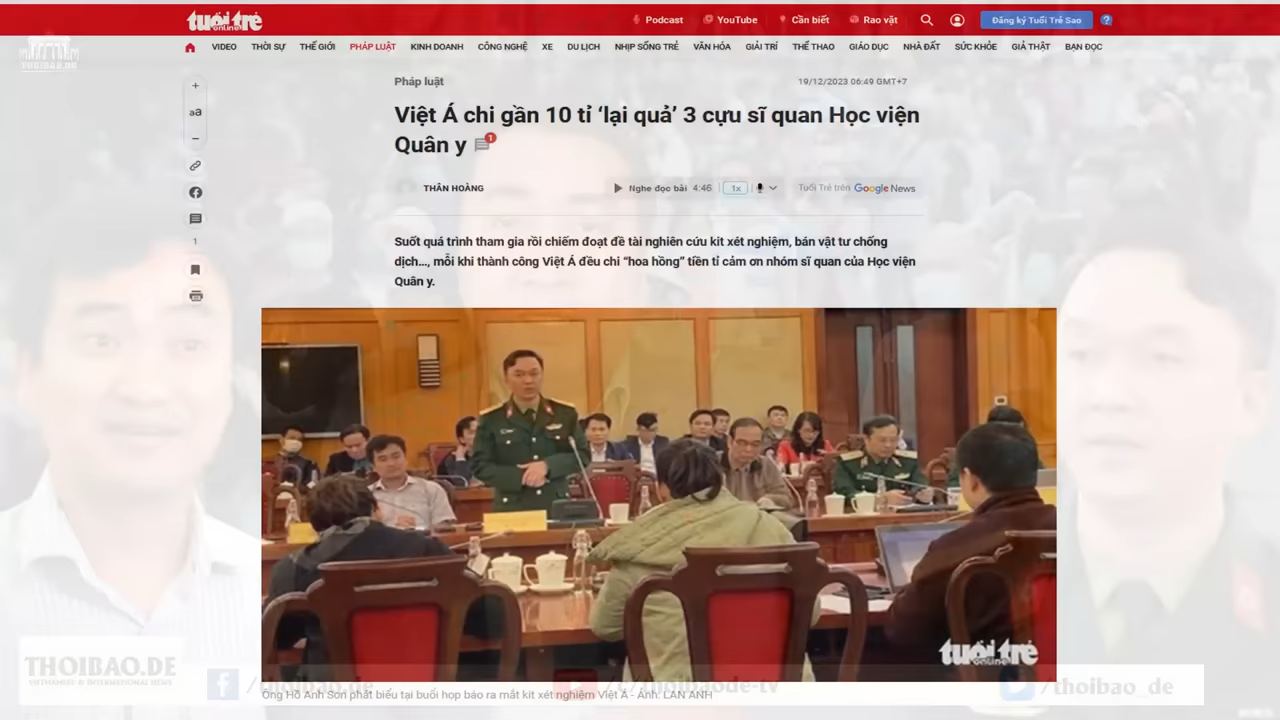 tuổi trẻ
online
Podcast
YouTube
Cần biết
Rao vặt
Đăng ký Tuổi Trẻ Sao
?
THOIBAO.DE
VIDEO
THỜI SỰ
THẾ GIỚI
PHÁP LUẬT
KINH DOANH
CÔNG NGHỆ
XE
DU LỊCH
NHỊP SỐNG TRẺ
VĂN HÓA
GIẢI TRÍ
THỂ THAO
GIÁO DỤC
NHÀ ĐẤT
SỨC KHỎE
GIẢ THẬT
BẠN ĐỌC
+
aa
−
1
Pháp luật
19/12/2023 06:49 GMT+7
Việt Á chi gần 10 tỉ ‘lại quả’ 3 cựu sĩ quan Học viện
Quân y 1
THÂN HOÀNG
Nghe đọc bài 4:46
1x
Tuổi Trẻ trên Google News
Suốt quá trình tham gia rồi chiếm đoạt đề tài nghiên cứu kit xét nghiệm, bán vật tư chống
dịch..., mỗi khi thành công Việt Á đều chi “hoa hồng” tiền tỉ cảm ơn nhóm sĩ quan của Học viện
Quân y.
tuổi trẻ
online
THOIBAO.DE
VIETNAMESE & INTERNATIONAL NEWS
/thoibao.de
/c/thoibaode-tv
/thoibao_de
Ông Hồ Anh Sơn phát biểu tại buổi họp báo ra mắt kit xét nghiệm Việt Á - Ảnh: LAN ANH